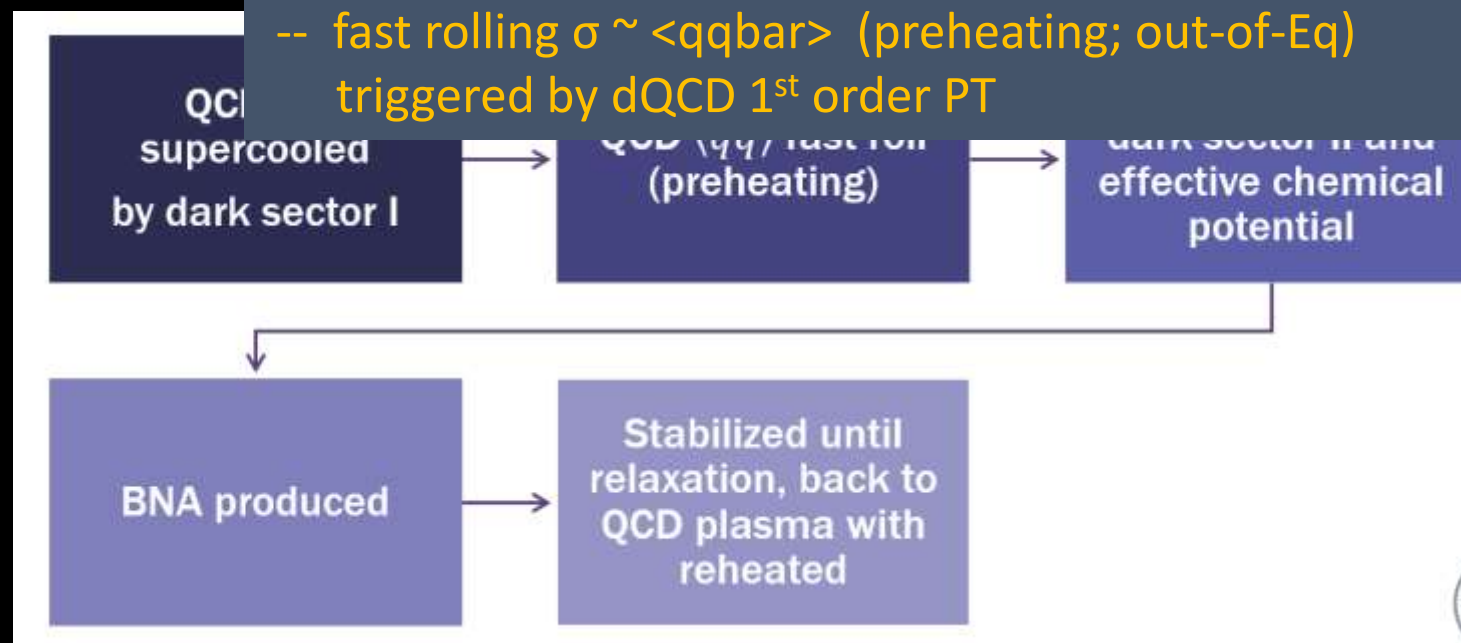 -- fast rolling σ ~ <qqbar> (preheating; out-of-Eq)
triggered by dQCD 1st order PT
supercooled
by dark sector I
(preheating)
effective chemical
potential
BNA produced
Stabilized until
relaxation, back to
QCD plasma with
reheated